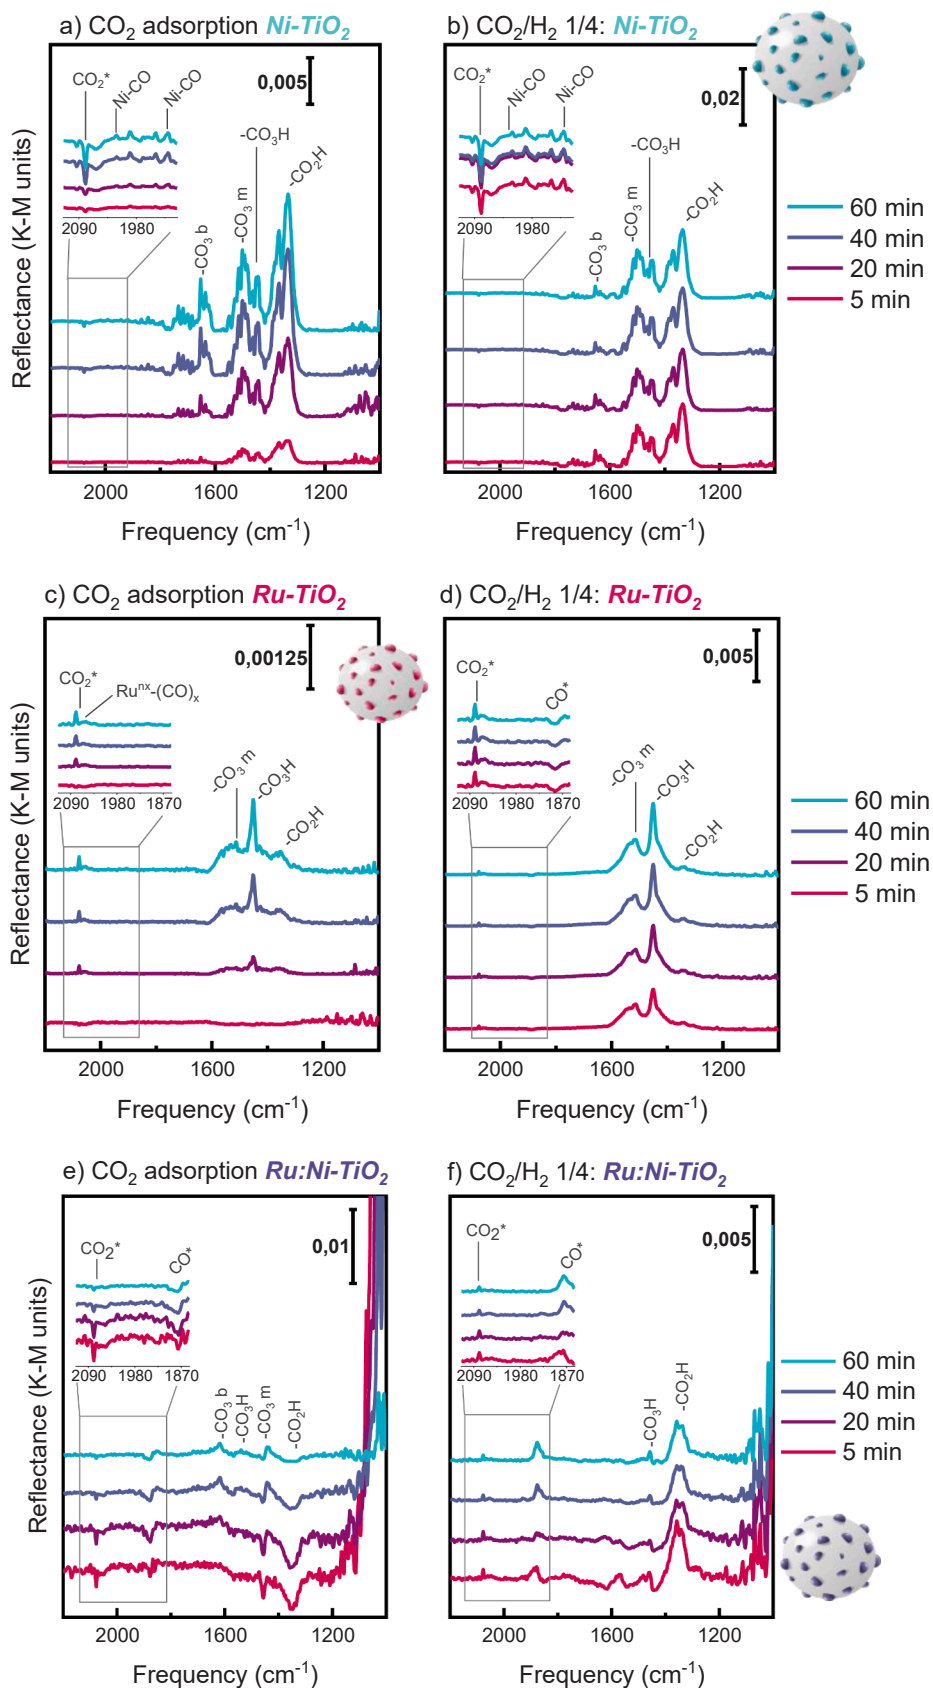 a) CO₂ adsorption Ni-TiO₂
b) CO₂/H₂ 1/4: Ni-TiO₂
Reflectance (K-M units)
CO₂*
Ni-CO
Ni-CO
0,005
2090 1980
-CO₃ b
-CO₃ m
-CO₃H
-CO₂H
2000 1600 1200
Frequency (cm⁻¹)
CO₂*
Ni-CO
Ni-CO
0,02
2090 1980
-CO₃ b
-CO₃ m
-CO₃H
-CO₂H
2000 1600 1200
Frequency (cm⁻¹)
60 min
40 min
20 min
5 min
c) CO₂ adsorption Ru-TiO₂
d) CO₂/H₂ 1/4: Ru-TiO₂
Reflectance (K-M units)
0,00125
CO₂*
Ruⁿˣ-(CO)ₓ
2090 1980 1870
-CO₃ m
-CO₃H
-CO₂H
2000 1600 1200
Frequency (cm⁻¹)
0,005
CO₂*
CO*
2090 1980 1870
-CO₃ m
-CO₃H
-CO₂H
2000 1600 1200
Frequency (cm⁻¹)
60 min
40 min
20 min
5 min
e) CO₂ adsorption Ru:Ni-TiO₂
f) CO₂/H₂ 1/4: Ru:Ni-TiO₂
Reflectance (K-M units)
0,01
CO₂*
CO*
2090 1980 1870
-CO₃ b
-CO₃H
-CO₃ m
-CO₂H
2000 1600 1200
Frequency (cm⁻¹)
0,005
CO₂*
CO*
2090 1980 1870
-CO₃H
-CO₂H
2000 1600 1200
Frequency (cm⁻¹)
60 min
40 min
20 min
5 min